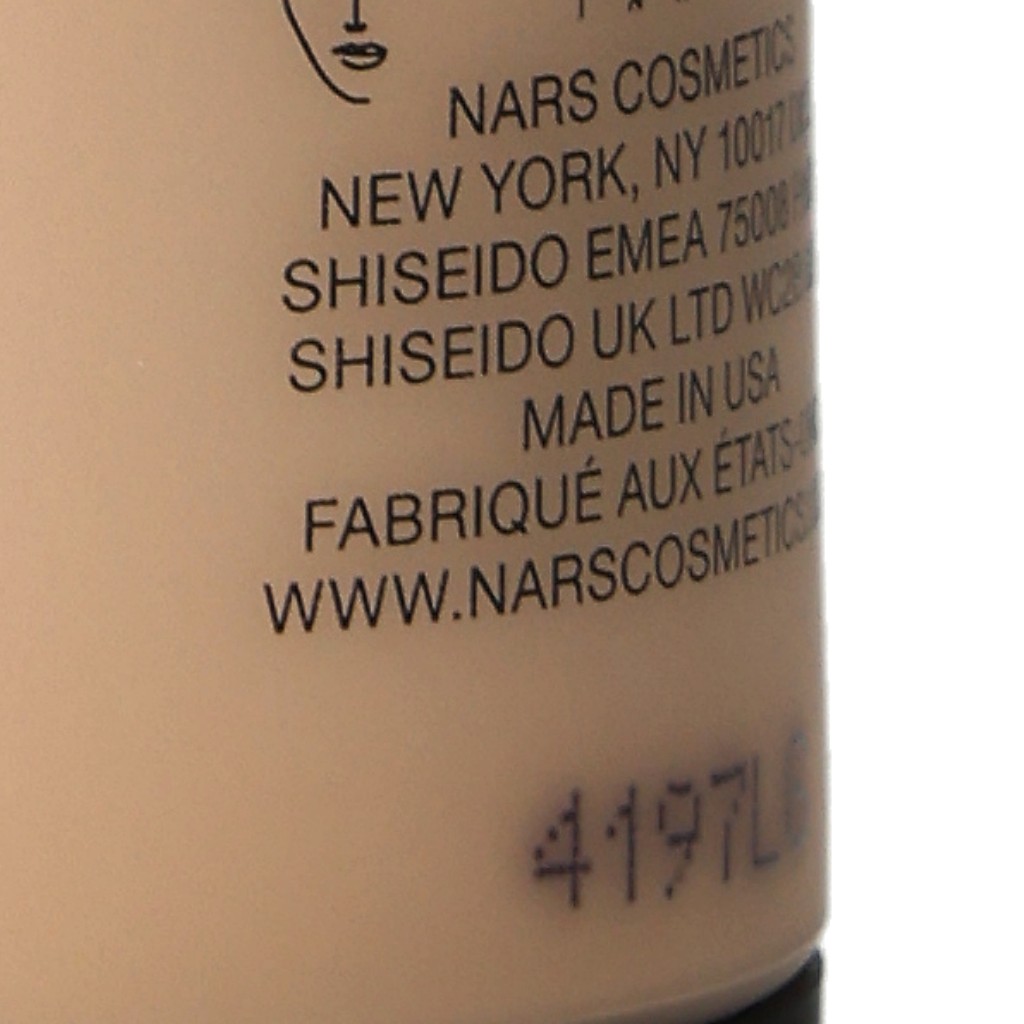 NARS COSMETICS
NEW YORK, NY 10017
SHISEIDO EMEA 75008
SHISEIDO UK LTD
MADE IN USA
FABRIQUÉ AUX
WWW.NARSCOSMETICS
4197L